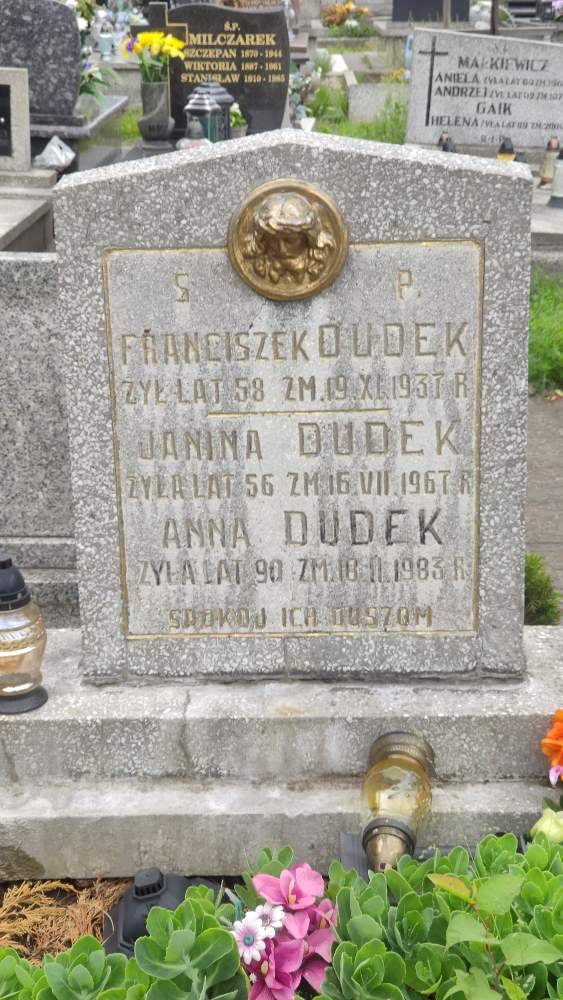 Ś.P.
MILCZAREK
SZCZEPAN 1879-1944
WIKTORIA 1887-1961
STANISŁAW 1910-1985
MAŁKIEWICZ
ANIELA
ANDRZEJ
GAIK
HELENA
S. P.
FRANCISZEK DUDEK
ŻYŁ LAT 58 ZM. 19.XI.1937 R
JANINA DUDEK
ŻYŁA LAT 56 ZM. 16.VII.1967 R
ANNA DUDEK
ŻYŁA LAT 90 ZM. 18 II 1983 R
SPOKÓJ ICH DUSZOM